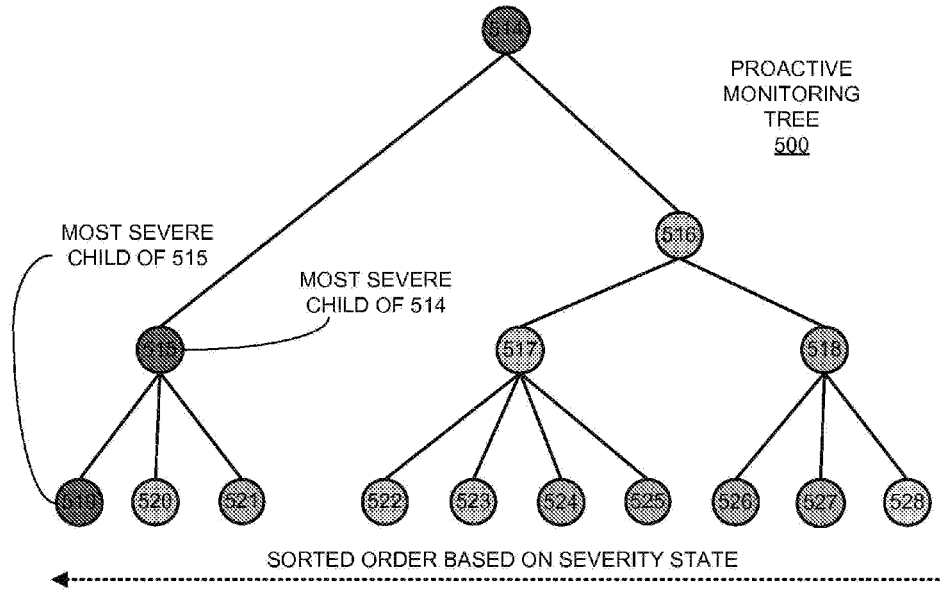 514
PROACTIVE
MONITORING
TREE
500
516
MOST SEVERE
CHILD OF 515
MOST SEVERE
CHILD OF 514
515
517
518
519
520
521
522
523
524
525
526
527
528
SORTED ORDER BASED ON SEVERITY STATE